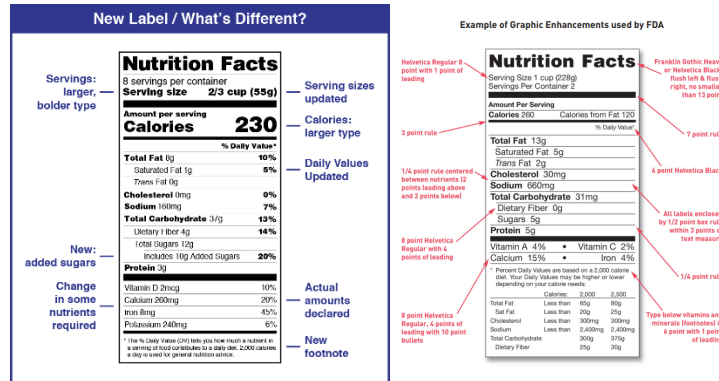 New Label / What's Different?
Servings:
larger,
bolder type
New:
added sugars
Change
in some
nutrients
required
Nutrition Facts
8 servings per container
Serving size 2/3 cup (55g)
Amount per serving
Calories 230
% Daily Value*
Total Fat 8g 10%
Saturated Fat 1g 5%
Trans Fat 0g
Cholesterol 0mg 0%
Sodium 160mg 7%
Total Carbohydrate 37g 13%
Dietary Fiber 4g 14%
Total Sugars 12g
Includes 10g Added Sugars 20%
Protein 3g
Vitamin D 2mcg 10%
Calcium 260mg 20%
Iron 8mg 45%
Potassium 240mg 6%
* The % Daily Value (DV) tells you how much a nutrient in
a serving of food contributes to a daily diet. 2,000 calories
a day is used for general nutrition advice.
Serving sizes
updated
Calories:
larger type
Daily Values
Updated
Actual
amounts
declared
New
footnote
Example of Graphic Enhancements used by FDA
Helvetica Regular 8
point with 1 point of
leading
3 point rule
1/4 point rule centered
between nutrients (2
points leading above
and 2 points below)
8 point Helvetica
Regular with 4
points of leading
8 point Helvetica
Regular, 4 points of
leading with 10 point
bullets
Nutrition Facts
Serving Size 1 cup (228g)
Servings Per Container 2
Amount Per Serving
Calories 260 Calories from Fat 120
% Daily Value*
Total Fat 13g
Saturated Fat 5g
Trans Fat 2g
Cholesterol 30mg
Sodium 660mg
Total Carbohydrate 31mg
Dietary Fiber 0g
Sugars 5g
Protein 5g
Vitamin A 4% • Vitamin C 2%
Calcium 15% • Iron 4%
* Percent Daily Values are based on a 2,000 calorie
diet. Your Daily Values may be higher or lower
depending on your calorie needs:
Calories: 2,000 2,500
Total Fat Less than 65g 80g
Sat Fat Less than 20g 25g
Cholesterol Less than 300mg 300mg
Sodium Less than 2,400mg 2,400mg
Total Carbohydrate 300g 375g
Dietary Fiber 25g 30g
Franklin Gothic Heav
or Helvetica Black
flush left & flus
right, no smalle
than 13 poin
7 point rul
6 point Helvetica Blac
All labels enclose
by 1/2 point box rul
within 3 points o
text measur
1/4 point rul
Type below vitamins an
minerals (footnotes) i
6 point with 1 poin
of leadin